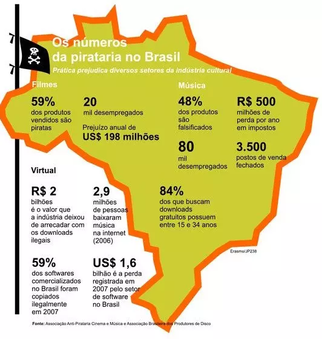 Os números
da pirataria no Brasil
Prática prejudica diversos setores da indústria cultural
Filmes
59%
dos produtos
vendidos são
piratas
20
mil desempregados
Prejuízo anual de
US$ 198 milhões
Música
48%
dos produtos
são
falsificados
R$ 500
milhões de
perda por ano
em impostos
80
mil
desempregados
3.500
postos de venda
fechados
Virtual
R$ 2
bilhões
é o valor que
a indústria deixou
de arrecadar com
os downloads
ilegais
2,9
milhões
de pessoas
baixaram
música
na internet
(2006)
84%
dos que buscam
downloads
gratuitos possuem
entre 15 e 34 anos
59%
dos softwares
comercializados
no Brasil foram
copiados
ilegalmente
em 2007
US$ 1,6
bilhão é a perda
registrada em
2007 pelo setor
de software
no Brasil
Erasmo/JP236
Fonte: Associação Anti-Pirataria Cinema e Música e Associação Brasileira dos Produtores de Disco